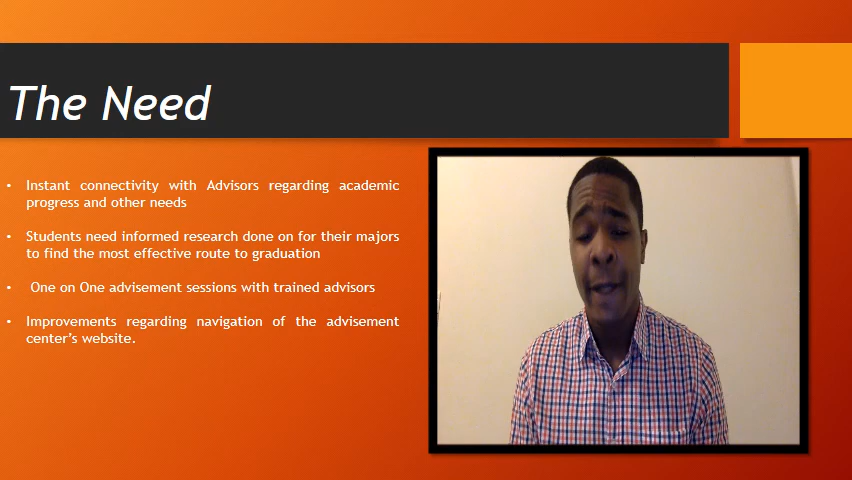 The Need
• Instant connectivity with Advisors regarding academic
progress and other needs
• Students need informed research done on for their majors
to find the most effective route to graduation
• One on One advisement sessions with trained advisors
• Improvements regarding navigation of the advisement
center’s website.